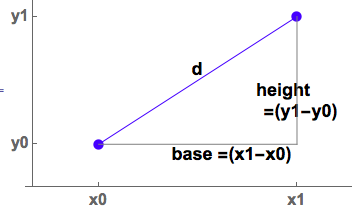 y1
d
height
=(y1−y0)
y0
base =(x1−x0)
x0
x1